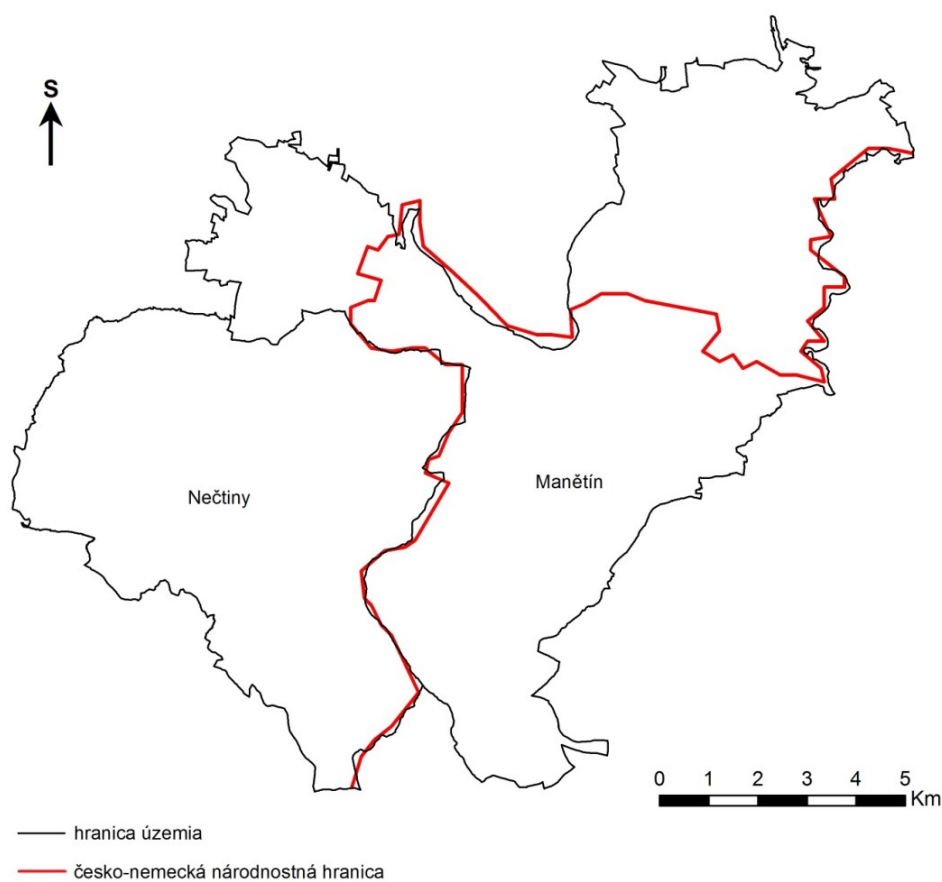 S
Nečtiny
Manětín
0 1 2 3 4 5
Km
hranica územia
česko-nemecká národnostná hranica